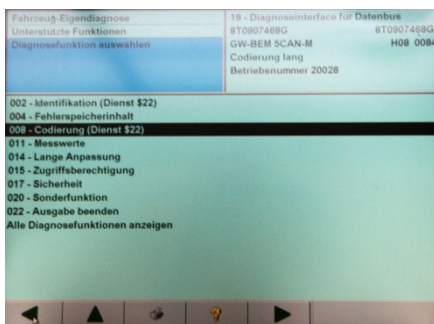 Fahrzeug-Eigendiagnose
Unterstützte Funktionen
Diagnosefunktion auswählen
19 - Diagnoseinterface für Datenbus
8T0907468G 8T0907468G
GW-BEM 5CAN-M H08 0084
Codierung lang
Betriebsnummer 20028
002 - Identifikation (Dienst $22)
004 - Fehlerspeicherinhalt
008 - Codierung (Dienst $22)
011 - Messwerte
014 - Lange Anpassung
015 - Zugriffsberechtigung
017 - Sicherheit
020 - Sonderfunktion
022 - Ausgabe beenden
Alle Diagnosefunktionen anzeigen